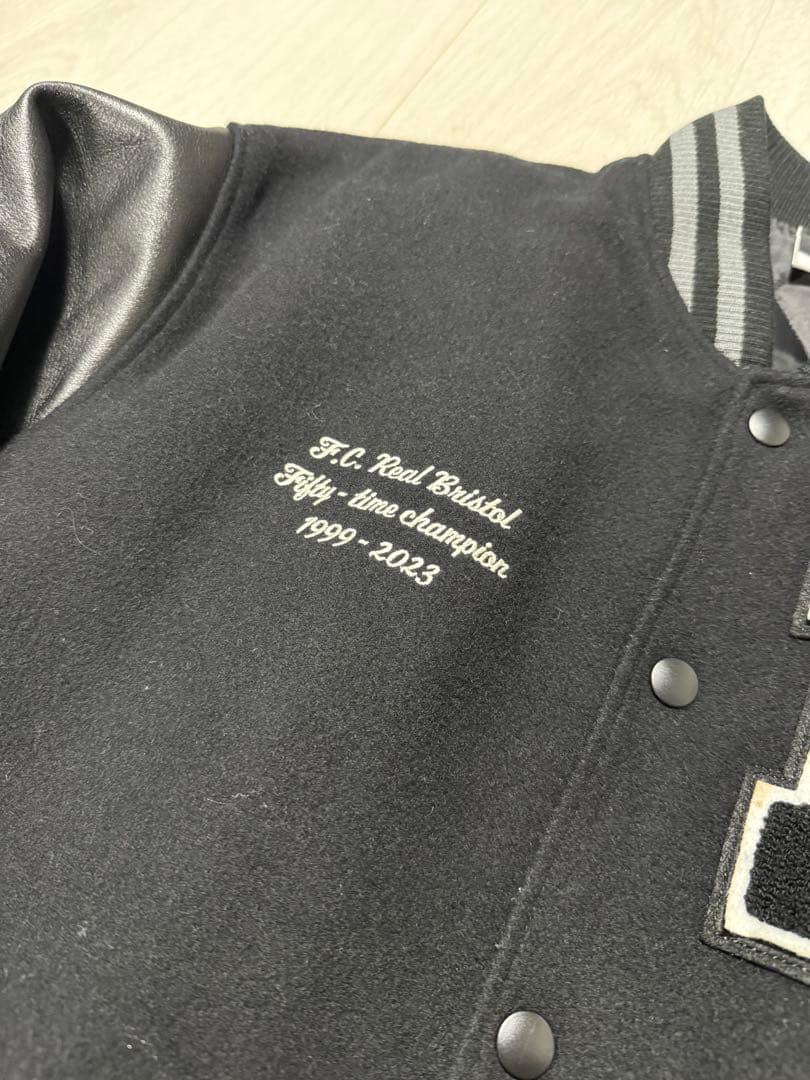 F.C. Real Bristol
Fifty-time champion
1999-2023